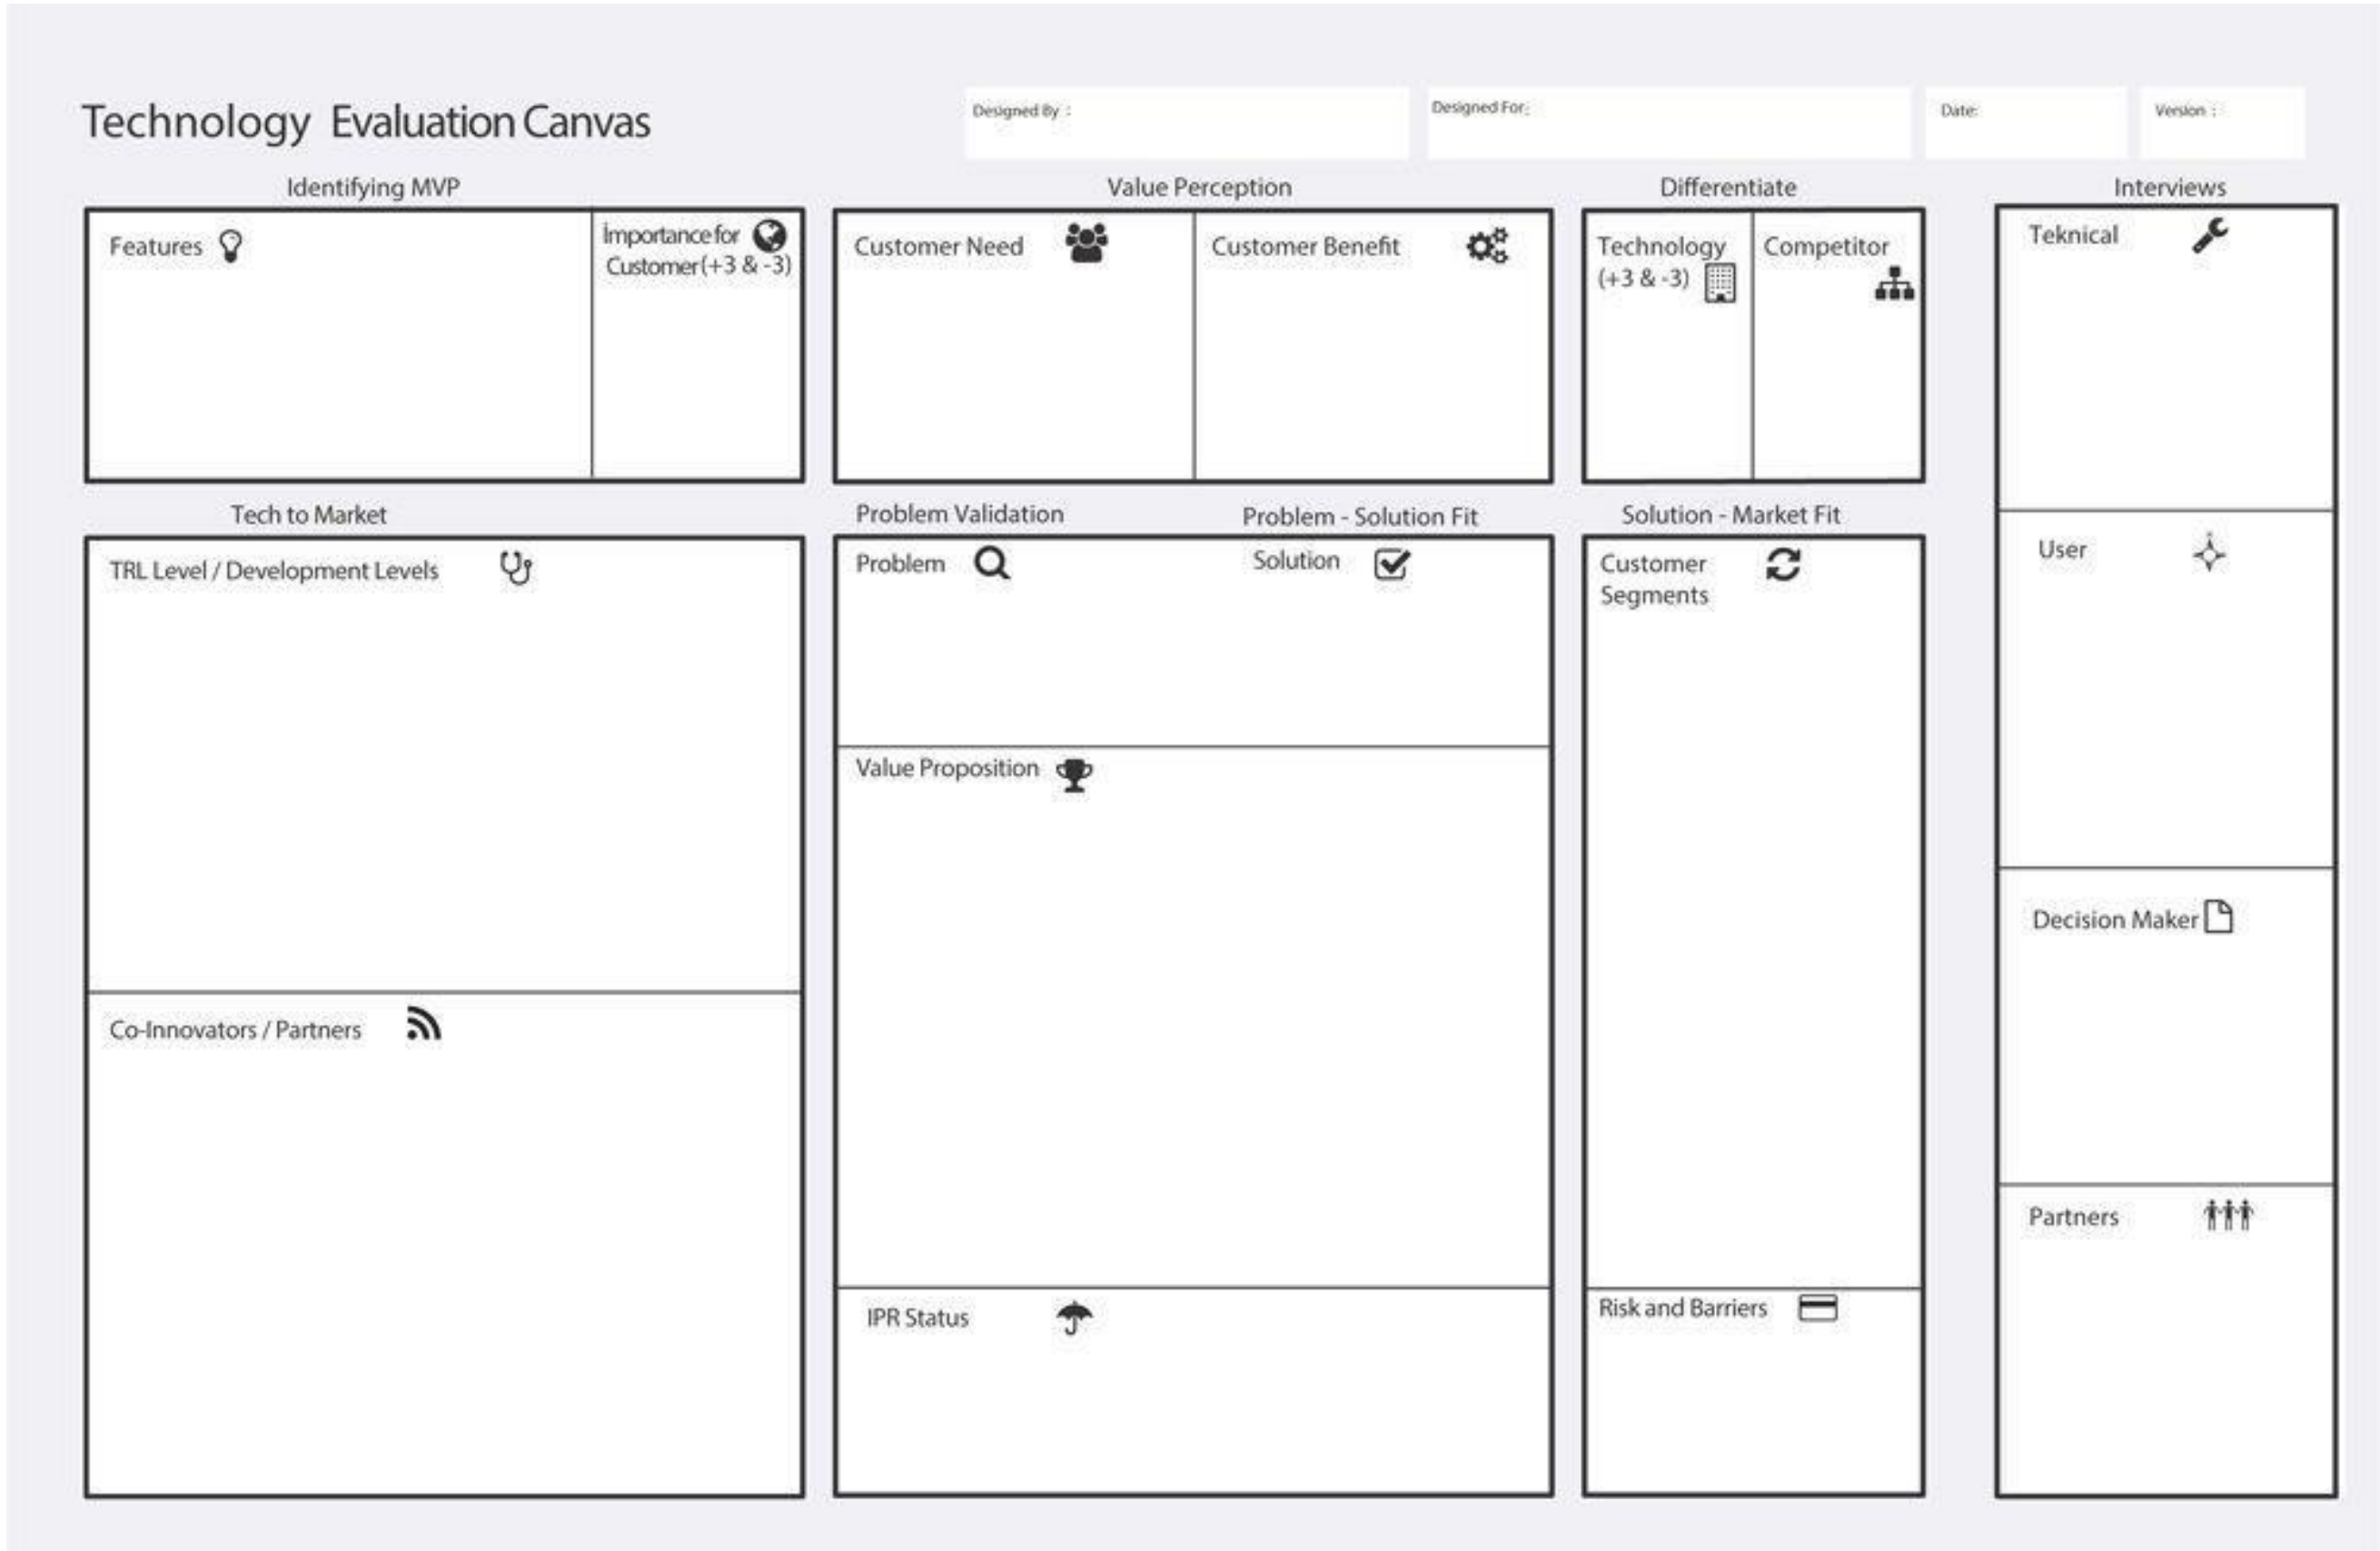 Technology Evaluation Canvas
Designed By :
Designed For:
Date:
Version :
Identifying MVP
Value Perception
Differentiate
Interviews
Features
İmportance for
Customer (+3 & -3)
Customer Need
Customer Benefit
Technology
(+3 & -3)
Competitor
Teknical
Tech to Market
Problem Validation
Problem - Solution Fit
Solution - Market Fit
TRL Level / Development Levels
Problem
Solution
Customer
Segments
User
Value Proposition
Decision Maker
Co-Innovators / Partners
Partners
IPR Status
Risk and Barriers